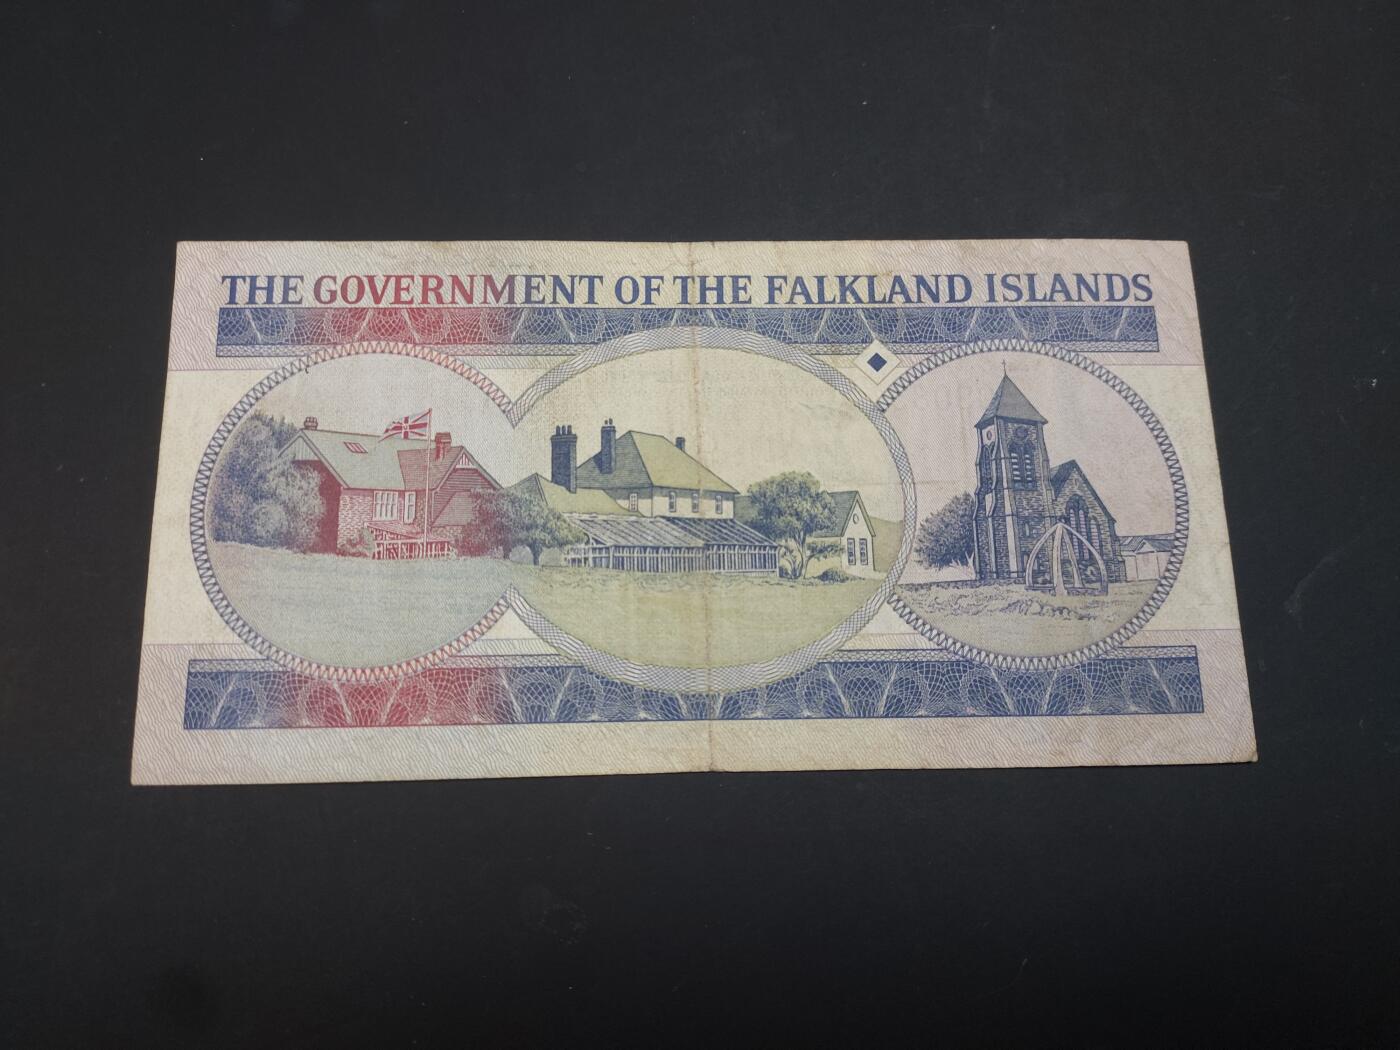 THE GOVERNMENT OF THE FALKLAND ISLANDS